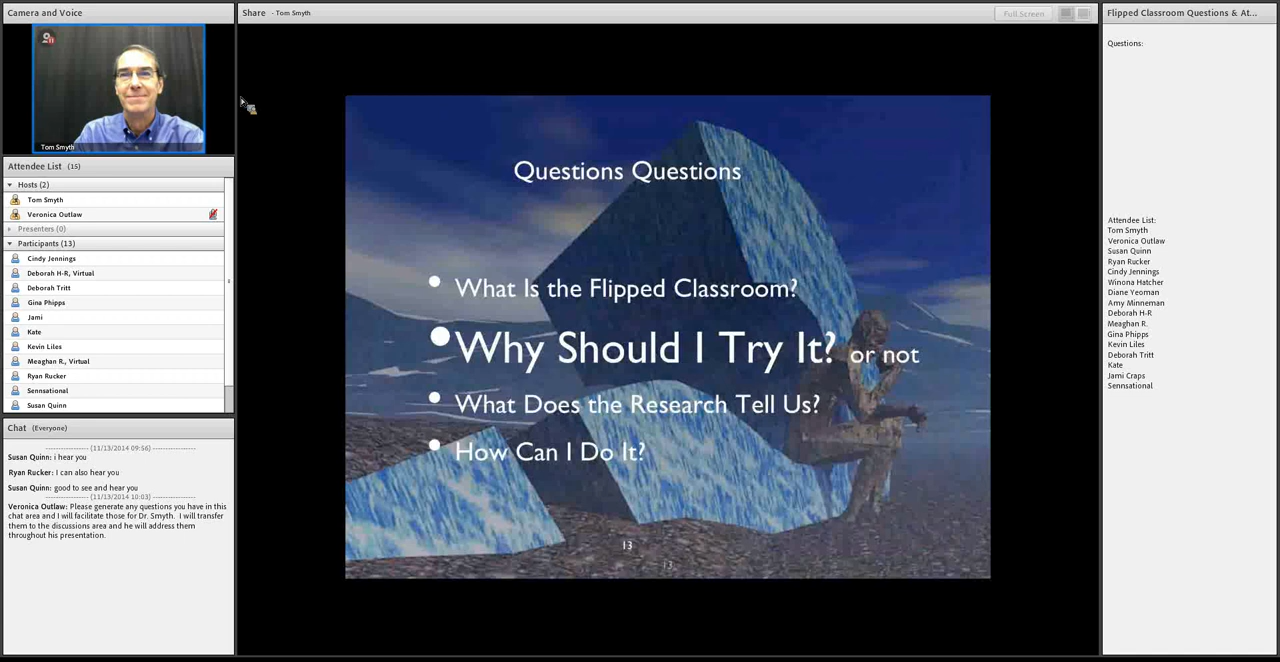 Camera and Voice
Tom Smyth
Attendee List (15)
Hosts (2)
Tom Smyth
Veronica Outlaw
Presenters (0)
Participants (13)
Cindy Jennings
Deborah H-R, Virtual
Deborah Tritt
Gina Phipps
Jami
Kate
Kevin Liles
Meaghan R., Virtual
Ryan Rucker
Sennsational
Susan Quinn
Chat (Everyone)
------------------ (11/13/2014 09:56) ------------------
Susan Quinn: i hear you
Ryan Rucker: I can also hear you
Susan Quinn: good to see and hear you
------------------ (11/13/2014 10:03) ------------------
Veronica Outlaw: Please generate any questions you have in this
chat area and I will facilitate those for Dr. Smyth. I will transfer
them to the discussions area and he will address them
throughout his presentation.
Share - Tom Smyth
Full Screen
Questions Questions
• What Is the Flipped Classroom?
• Why Should I Try It? or not
• What Does the Research Tell Us?
• How Can I Do It?
13
13
Flipped Classroom Questions & At...
Questions:
Attendee List:
Tom Smyth
Veronica Outlaw
Susan Quinn
Ryan Rucker
Cindy Jennings
Winona Hatcher
Diane Yeoman
Amy Minneman
Deborah H-R
Meaghan R.
Gina Phipps
Kevin Liles
Deborah Tritt
Kate
Jami Craps
Sennsational